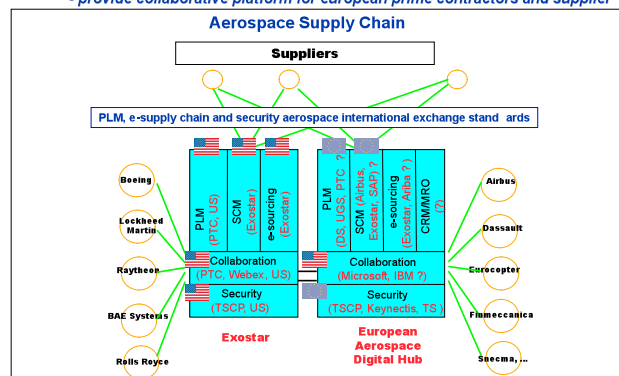 - provide collaborative platform for european prime contractors and supplier
Aerospace Supply Chain
Suppliers
PLM, e-supply chain and security aerospace international exchange stand ards
PLM
(PTC, US)
SCM
(Exostar)
e-sourcing
(Exostar)
PLM
(DS, UGS, PTC ?
SCM (Airbus,
Exostar, SAP) ?
e-sourcing
(Exostar, Ariba ?)
CRM/MRO
(?)
Boeing
Lockheed
Martin
Raytheon
BAE Systems
Rolls Royce
Collaboration
(PTC, Webex, US)
Security
(TSCP, US)
Collaboration
(Microsoft, IBM ?)
Security
(TSCP, Keynectis, TS )
Airbus
Dassault
Eurocopter
Finmeccanica
Snecma, ...
Exostar
European
Aerospace
Digital Hub